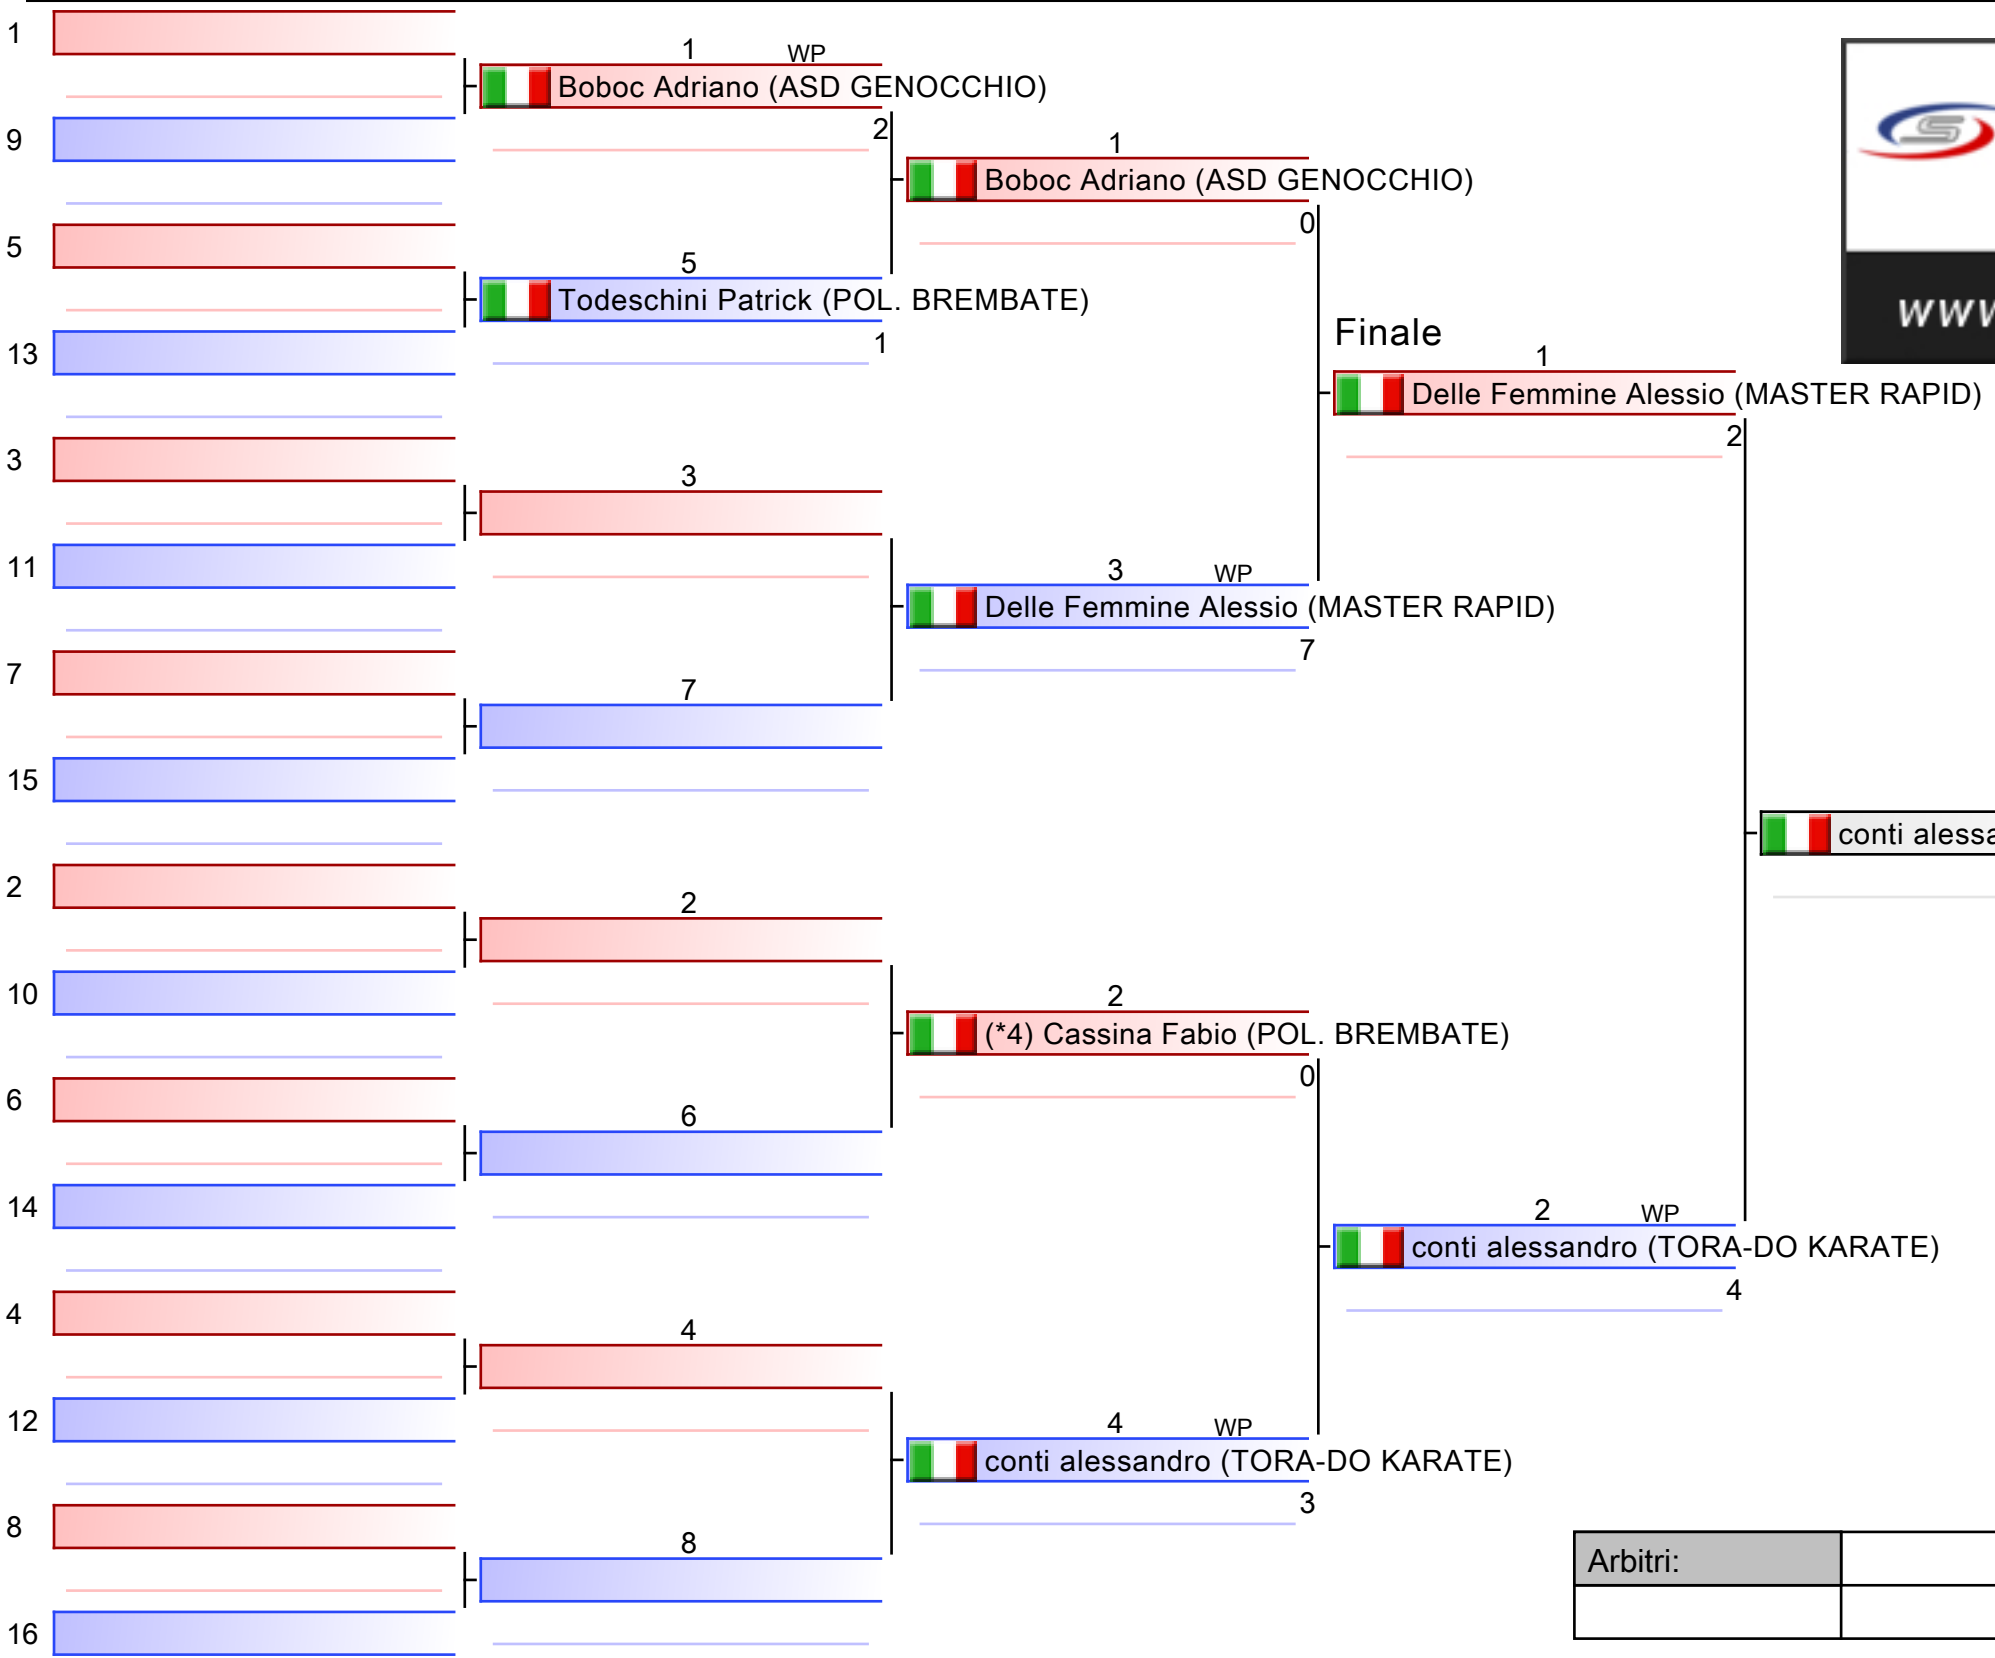 1
1 WP
Boboc Adriano (ASD GENOCCHIO)
2
9
1
Boboc Adriano (ASD GENOCCHIO)
0
5
5
Todeschini Patrick (POL. BREMBATE)
1
13
Finale
1
Delle Femmine Alessio (MASTER RAPID)
2
www
3
3
11
3 WP
Delle Femmine Alessio (MASTER RAPID)
7
7
7
15
conti alessa
2
2
10
2
(*4) Cassina Fabio (POL. BREMBATE)
0
6
6
14
2 WP
conti alessandro (TORA-DO KARATE)
4
4
4
12
4 WP
conti alessandro (TORA-DO KARATE)
3
8
8
16
Arbitri: